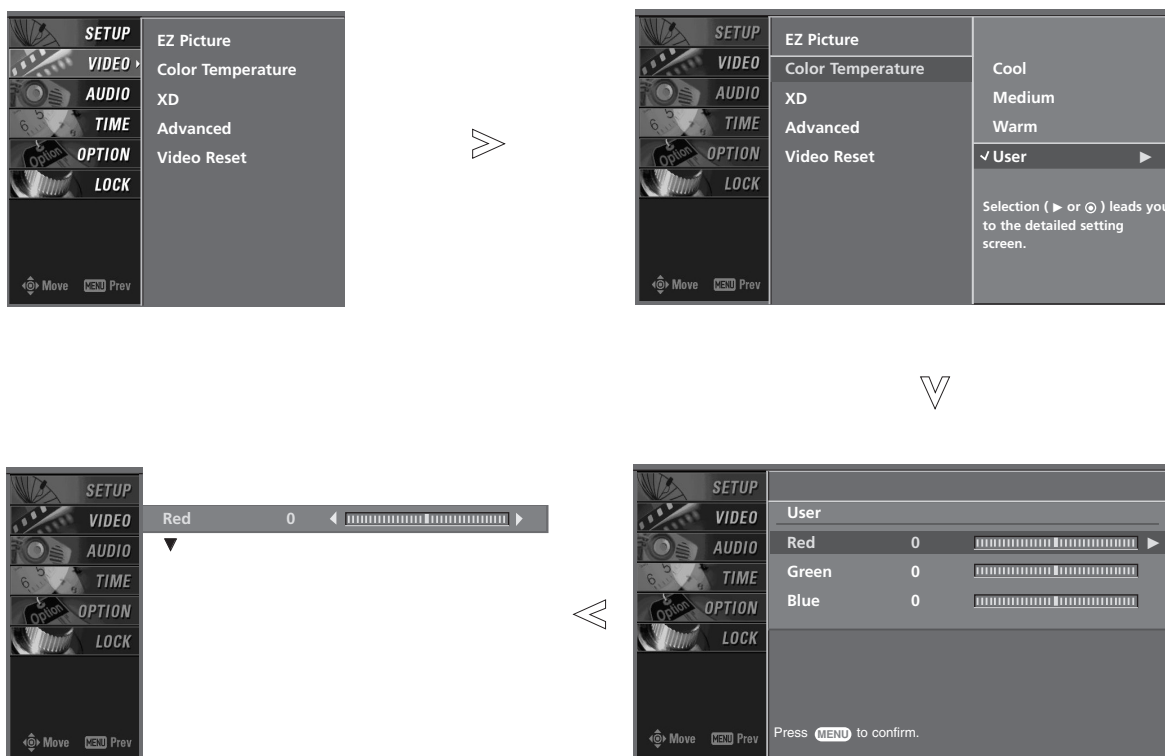 SETUP
VIDEO
AUDIO
TIME
OPTION
LOCK
Move MENU Prev
EZ Picture
Color Temperature
XD
Advanced
Video Reset
SETUP
VIDEO
AUDIO
TIME
OPTION
LOCK
Move MENU Prev
EZ Picture
Color Temperature
XD
Advanced
Video Reset
Cool
Medium
Warm
✓ User ►
Selection ( ► or ◉ ) leads you
to the detailed setting
screen.
SETUP
VIDEO
AUDIO
TIME
OPTION
LOCK
Move MENU Prev
Red 0
SETUP
VIDEO
AUDIO
TIME
OPTION
LOCK
Move MENU Prev
User
Red 0
Green 0
Blue 0
Press MENU to confirm.